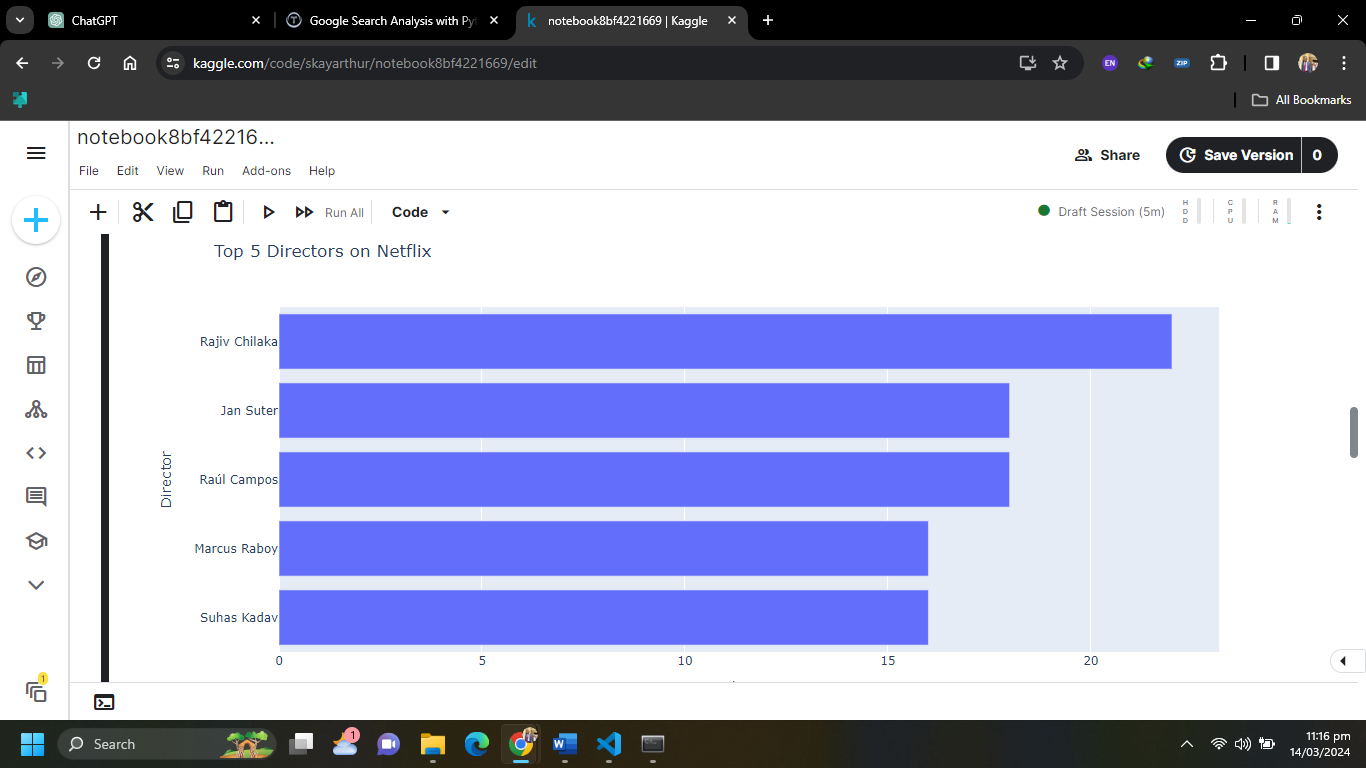 ChatGPT
Google Search Analysis with Pyt
notebook8bf4221669 | Kaggle
kaggle.com/code/skayarthur/notebook8bf4221669/edit
EN
ZIP
All Bookmarks
notebook8bf42216...
File Edit View Run Add-ons Help
Share
Save Version 0
Run All
Code
Draft Session (5m)
HDD
CPU
RAM
Top 5 Directors on Netflix
Director
Rajiv Chilaka
Jan Suter
Raúl Campos
Marcus Raboy
Suhas Kadav
0 5 10 15 20
1
Search
1
11:16 pm
14/03/2024